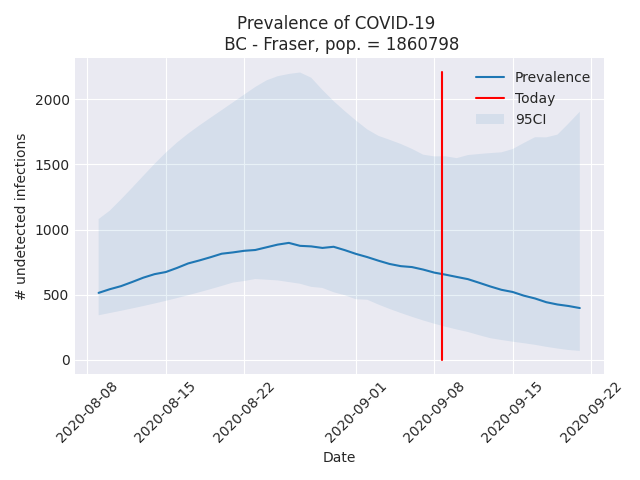 Prevalence of COVID-19
BC - Fraser, pop. = 1860798
Prevalence
Today
95CI
# undetected infections
2000
1500
1000
500
0
2020-08-08
2020-08-15
2020-08-22
2020-09-01
2020-09-08
2020-09-15
2020-09-22
Date